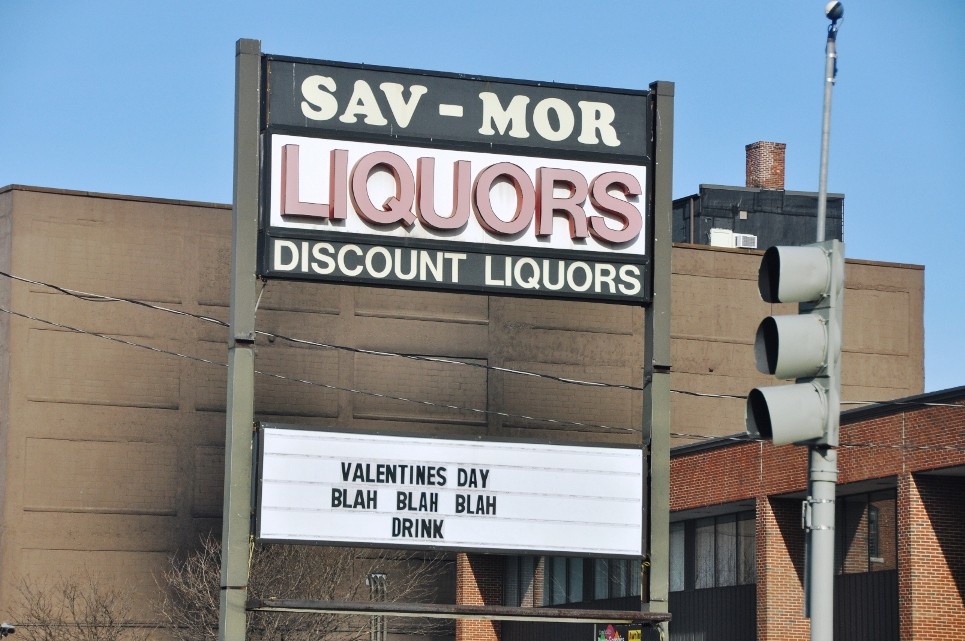 SAV-MOR
LIQUORS
DISCOUNT LIQUORS
VALENTINES DAY
BLAH BLAH BLAH
DRINK